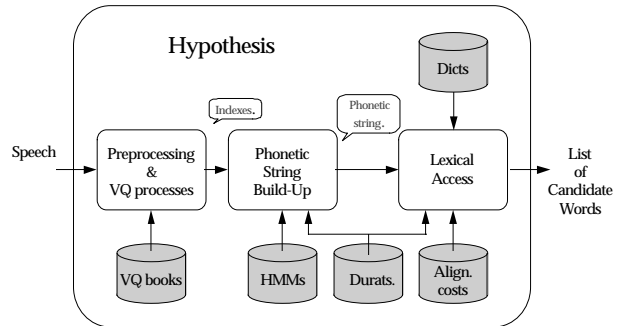 Hypothesis
Dicts
Indexes.
Phonetic
string.
Speech
Preprocessing
&
VQ processes
Phonetic
String
Build-Up
Lexical
Access
List
of
Candidate
Words
VQ books
HMMs
Durats.
Align.
costs